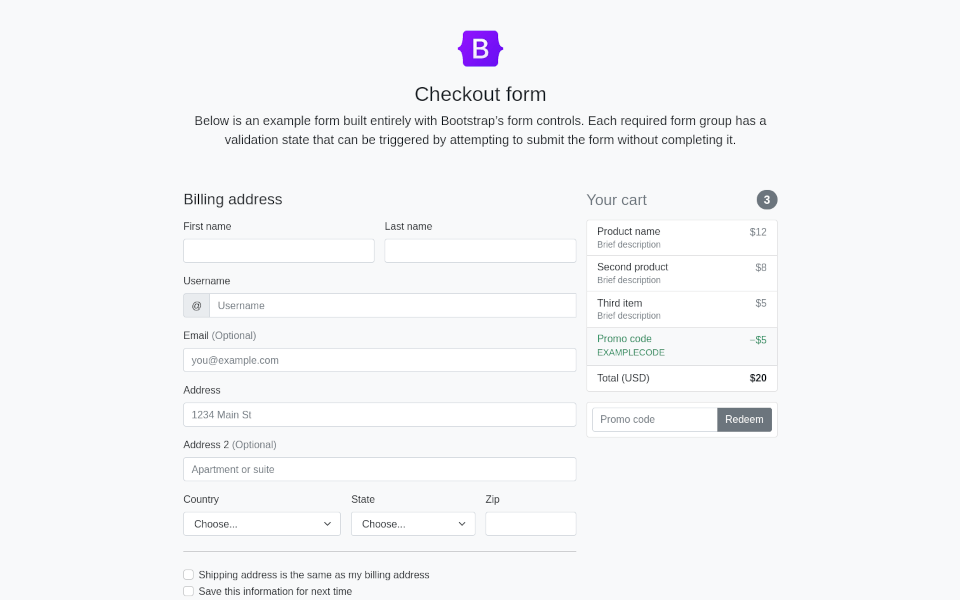 B
Checkout form
Below is an example form built entirely with Bootstrap's form controls. Each required form group has a
validation state that can be triggered by attempting to submit the form without completing it.
Billing address
First name
Last name
Username
@ Username
Email (Optional)
you@example.com
Address
1234 Main St
Address 2 (Optional)
Apartment or suite
Country
State
Zip
Choose...
Choose...
Shipping address is the same as my billing address
Save this information for next time
Your cart 3
Product name $12
Brief description
Second product $8
Brief description
Third item $5
Brief description
Promo code −$5
EXAMPLECODE
Total (USD) $20
Promo code Redeem